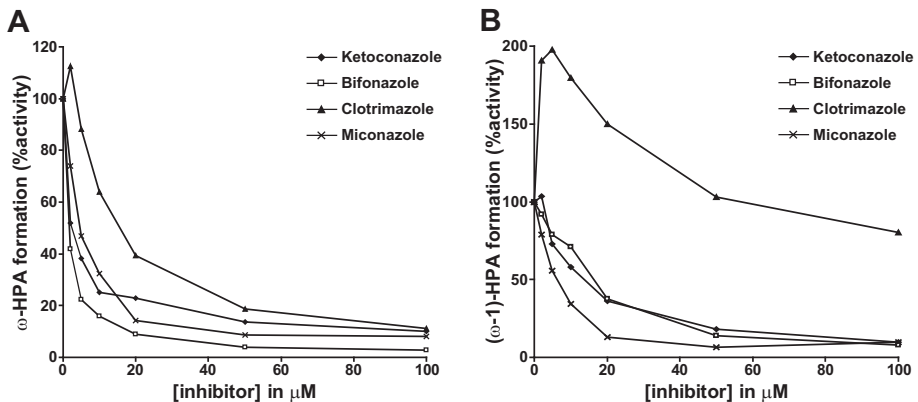 A
ω-HPA formation (%activity)
120
100
80
60
40
20
0
0 20 40 60 80 100
[inhibitor] in μM
Ketoconazole
Bifonazole
Clotrimazole
Miconazole
B
(ω-1)-HPA formation (%activity)
200
150
100
50
0
0 20 40 60 80 100
[inhibitor] in μM
Ketoconazole
Bifonazole
Clotrimazole
Miconazole